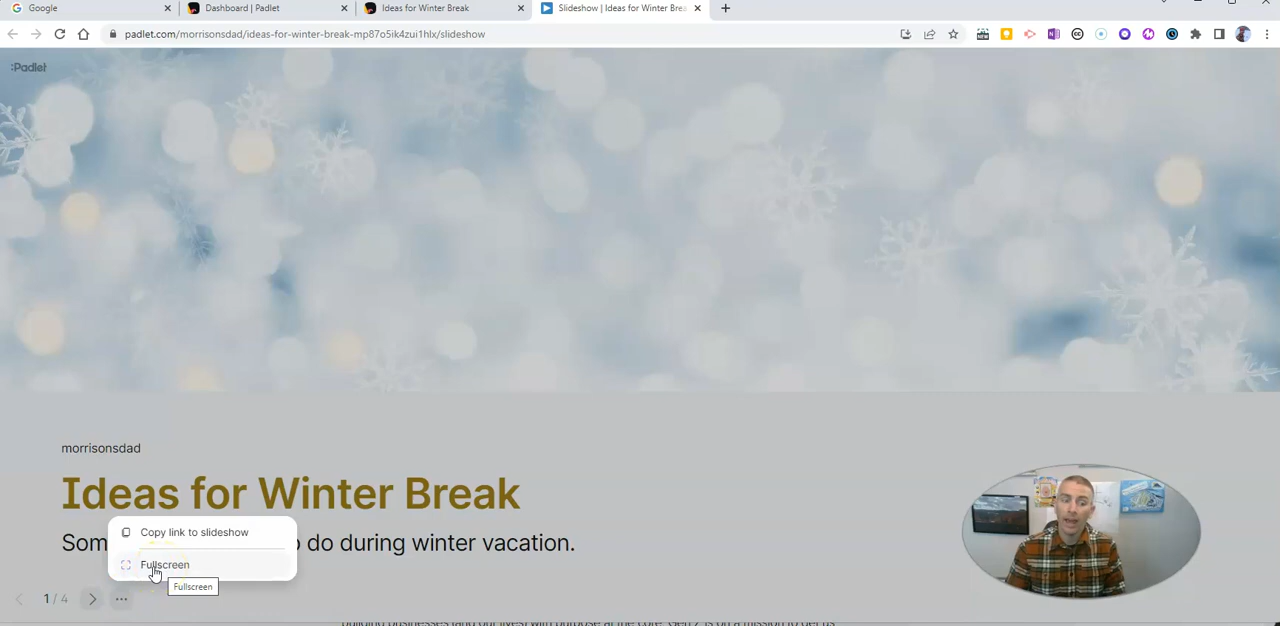 Google
Dashboard | Padlet
Ideas for Winter Break
Slideshow | Ideas for Winter Brea
padlet.com/morrisonsdad/ideas-for-winter-break-mp87o5ik4zui1hlx/slideshow
:Padlet
morrisonsdad
Ideas for Winter Break
Som
o do during winter vacation.
Copy link to slideshow
Fullscreen
Fullscreen
1 / 4